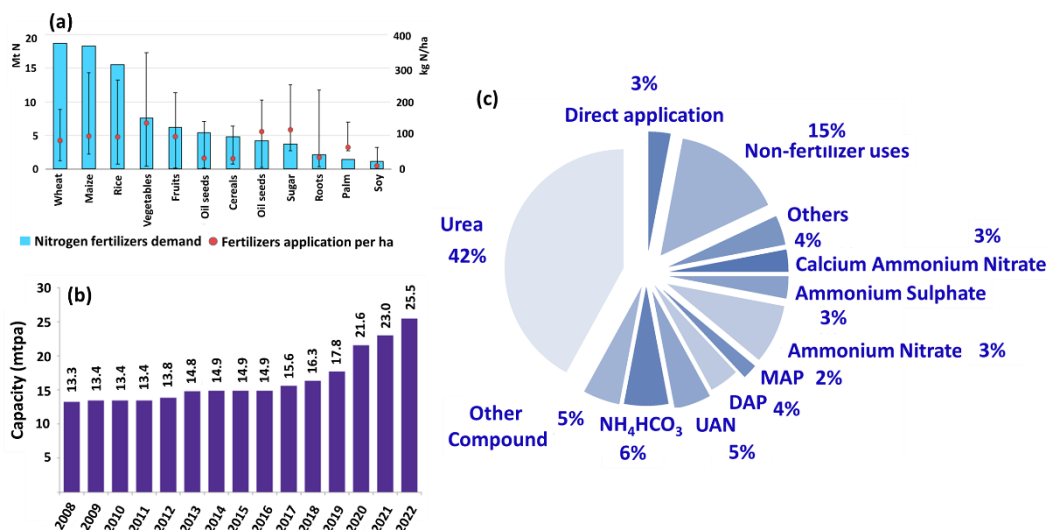 (a)
Mt N
20
15
10
5
0
400
300
200
100
0
kg N/ha
Wheat
Maize
Rice
Vegetables
Fruits
Oil seeds
Cereals
Oil seeds
Sugar
Roots
Palm
Soy
Nitrogen fertilizers demand
Fertilizers application per ha
(b)
Capacity (mtpa)
30
25
20
15
10
5
13.3
13.4
13.4
13.4
13.8
14.8
14.9
14.9
14.9
15.6
16.3
17.8
21.6
23.0
25.5
2008
2009
2010
2011
2012
2013
2014
2015
2016
2017
2018
2019
2020
2021
2022
(c)
3%
Direct application
15%
Non-fertilizer uses
Others
4%
3%
Calcium Ammonium Nitrate
Ammonium Sulphate
3%
Ammonium Nitrate 3%
MAP 2%
DAP 4%
UAN
5%
NH₄HCO₃
6%
Other
Compound
5%
Urea
42%